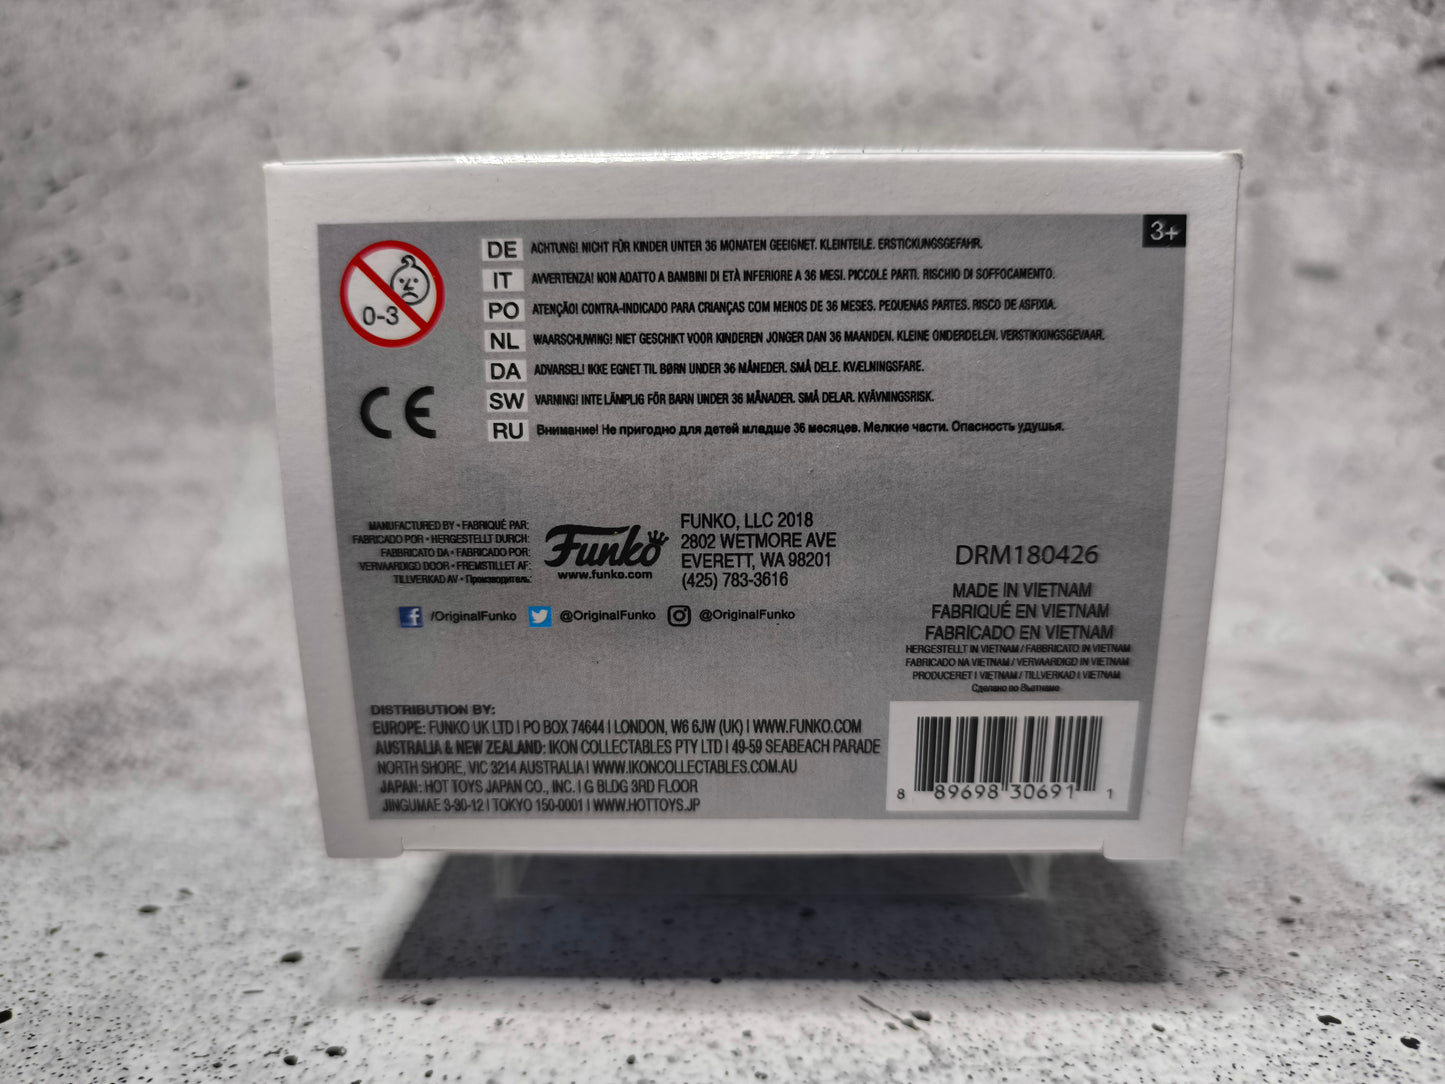 3+
0-3
DE ACHTUNG! NICHT FÜR KINDER UNTER 36 MONATEN GEEIGNET. KLEINTEILE. ERSTICKUNGSGEFAHR.
IT AVVERTENZA! NON ADATTO A BAMBINI DI ETÀ INFERIORE A 36 MESI. PICCOLE PARTI. RISCHIO DI SOFFOCAMENTO.
PO ATENÇÃO! CONTRA-INDICADO PARA CRIANÇAS COM MENOS DE 36 MESES. PEQUENAS PARTES. RISCO DE ASFIXIA.
NL WAARSCHUWING! NIET GESCHIKT VOOR KINDEREN JONGER DAN 36 MAANDEN. KLEINE ONDERDELEN. VERSTIKKINGSGEVAAR.
DA ADVARSEL! IKKE EGNET TIL BØRN UNDER 36 MÅNEDER. SMÅ DELE. KVÆLNINGSFARE.
SW VARNING! INTE LÄMPLIG FÖR BARN UNDER 36 MÅNADER. SMÅ DELAR. KVÄVNINGSRISK.
RU Внимание! Не пригодно для детей младше 36 месяцев. Мелкие части. Опасность удушья.
CE
MANUFACTURED BY • FABRIQUÉ PAR:
FABRICADO POR • HERGESTELLT DURCH:
FABBRICATO DA • FABRICADO POR:
VERVAARDIGD DOOR • FREMSTILLET AF:
TILLVERKAD AV • Производитель:
Funko
www.funko.com
FUNKO, LLC 2018
2802 WETMORE AVE
EVERETT, WA 98201
(425) 783-3616
f /OriginalFunko @OriginalFunko @OriginalFunko
DRM180426
MADE IN VIETNAM
FABRIQUÉ EN VIETNAM
FABRICADO EN VIETNAM
HERGESTELLT IN VIETNAM / FABBRICATO IN VIETNAM
FABRICADO NA VIETNAM / VERVAARDIGD IN VIETNAM
PRODUCERET I VIETNAM / TILLVERKAD I VIETNAM
Сделано во Вьетнаме
DISTRIBUTION BY:
EUROPE: FUNKO UK LTD | PO BOX 74644 | LONDON, W6 6JW (UK) | WWW.FUNKO.COM
AUSTRALIA & NEW ZEALAND: IKON COLLECTABLES PTY LTD | 49-59 SEABEACH PARADE
NORTH SHORE, VIC 3214 AUSTRALIA | WWW.IKONCOLLECTABLES.COM.AU
JAPAN: HOT TOYS JAPAN CO., INC. | G BLDG 3RD FLOOR
JINGUMAE 3-30-12 | TOKYO 150-0001 | WWW.HOTTOYS.JP
8 89698 30691 1